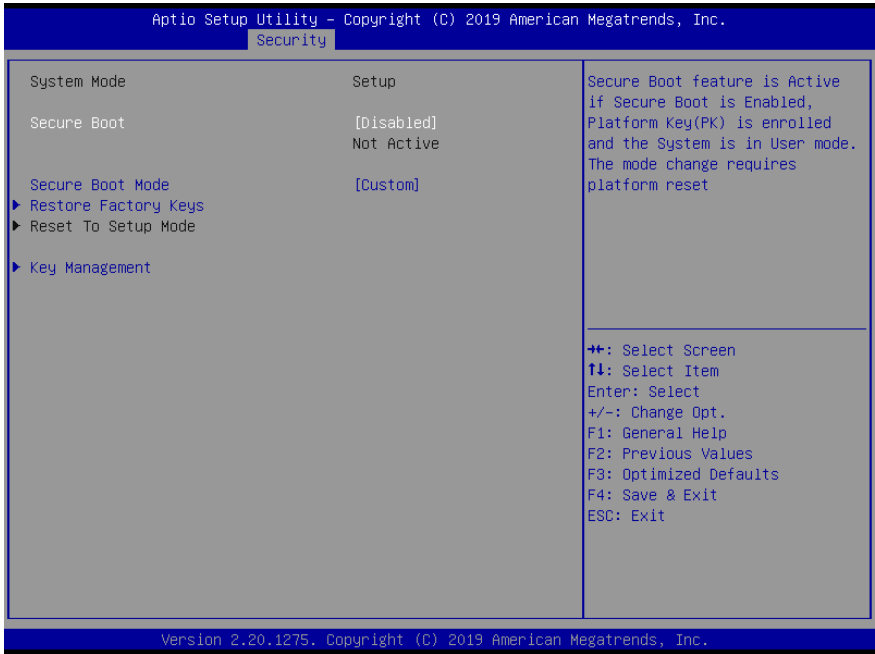 Aptio Setup Utility – Copyright (C) 2019 American Megatrends, Inc.
Security
System Mode Setup
Secure Boot [Disabled]
Not Active
Secure Boot Mode [Custom]
Restore Factory Keys
Reset To Setup Mode
Key Management
Secure Boot feature is Active
if Secure Boot is Enabled,
Platform Key(PK) is enrolled
and the System is in User mode.
The mode change requires
platform reset
→←: Select Screen
↑↓: Select Item
Enter: Select
+/-: Change Opt.
F1: General Help
F2: Previous Values
F3: Optimized Defaults
F4: Save & Exit
ESC: Exit
Version 2.20.1275. Copyright (C) 2019 American Megatrends, Inc.